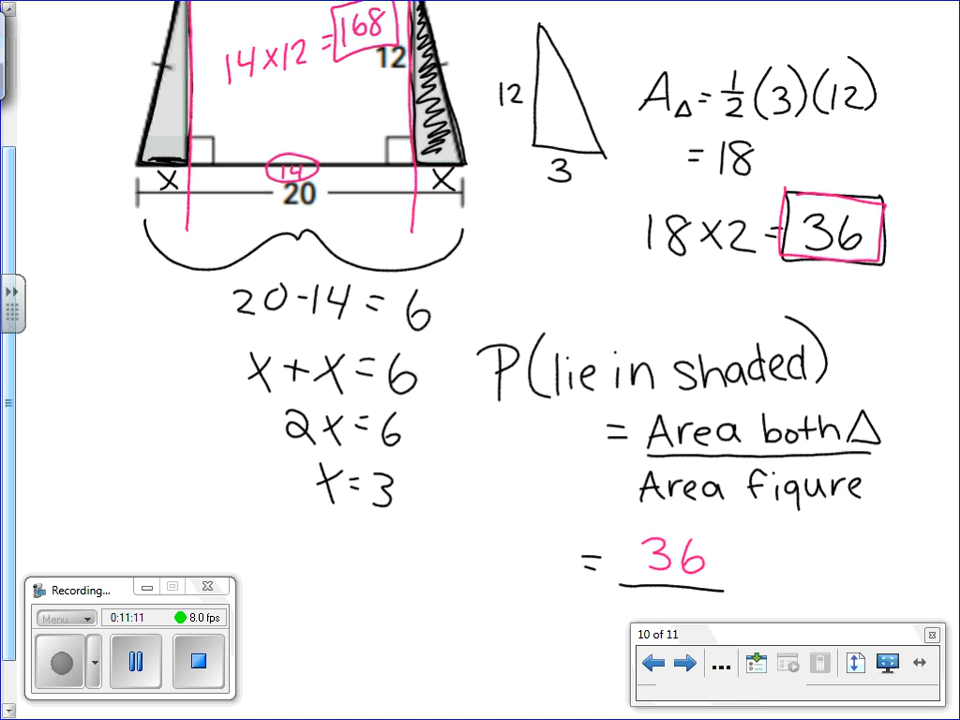 14×12 = 168
12
14
x
x
20
20-14 = 6
x + x = 6
2x = 6
x = 3
12
3
A△ = 1/2 (3)(12)
= 18
18×2 = 36
P(lie in shaded)
= Area both △
Area figure
= 36
Recording...
Menu
0:11:11
8.0 fps
10 of 11
...